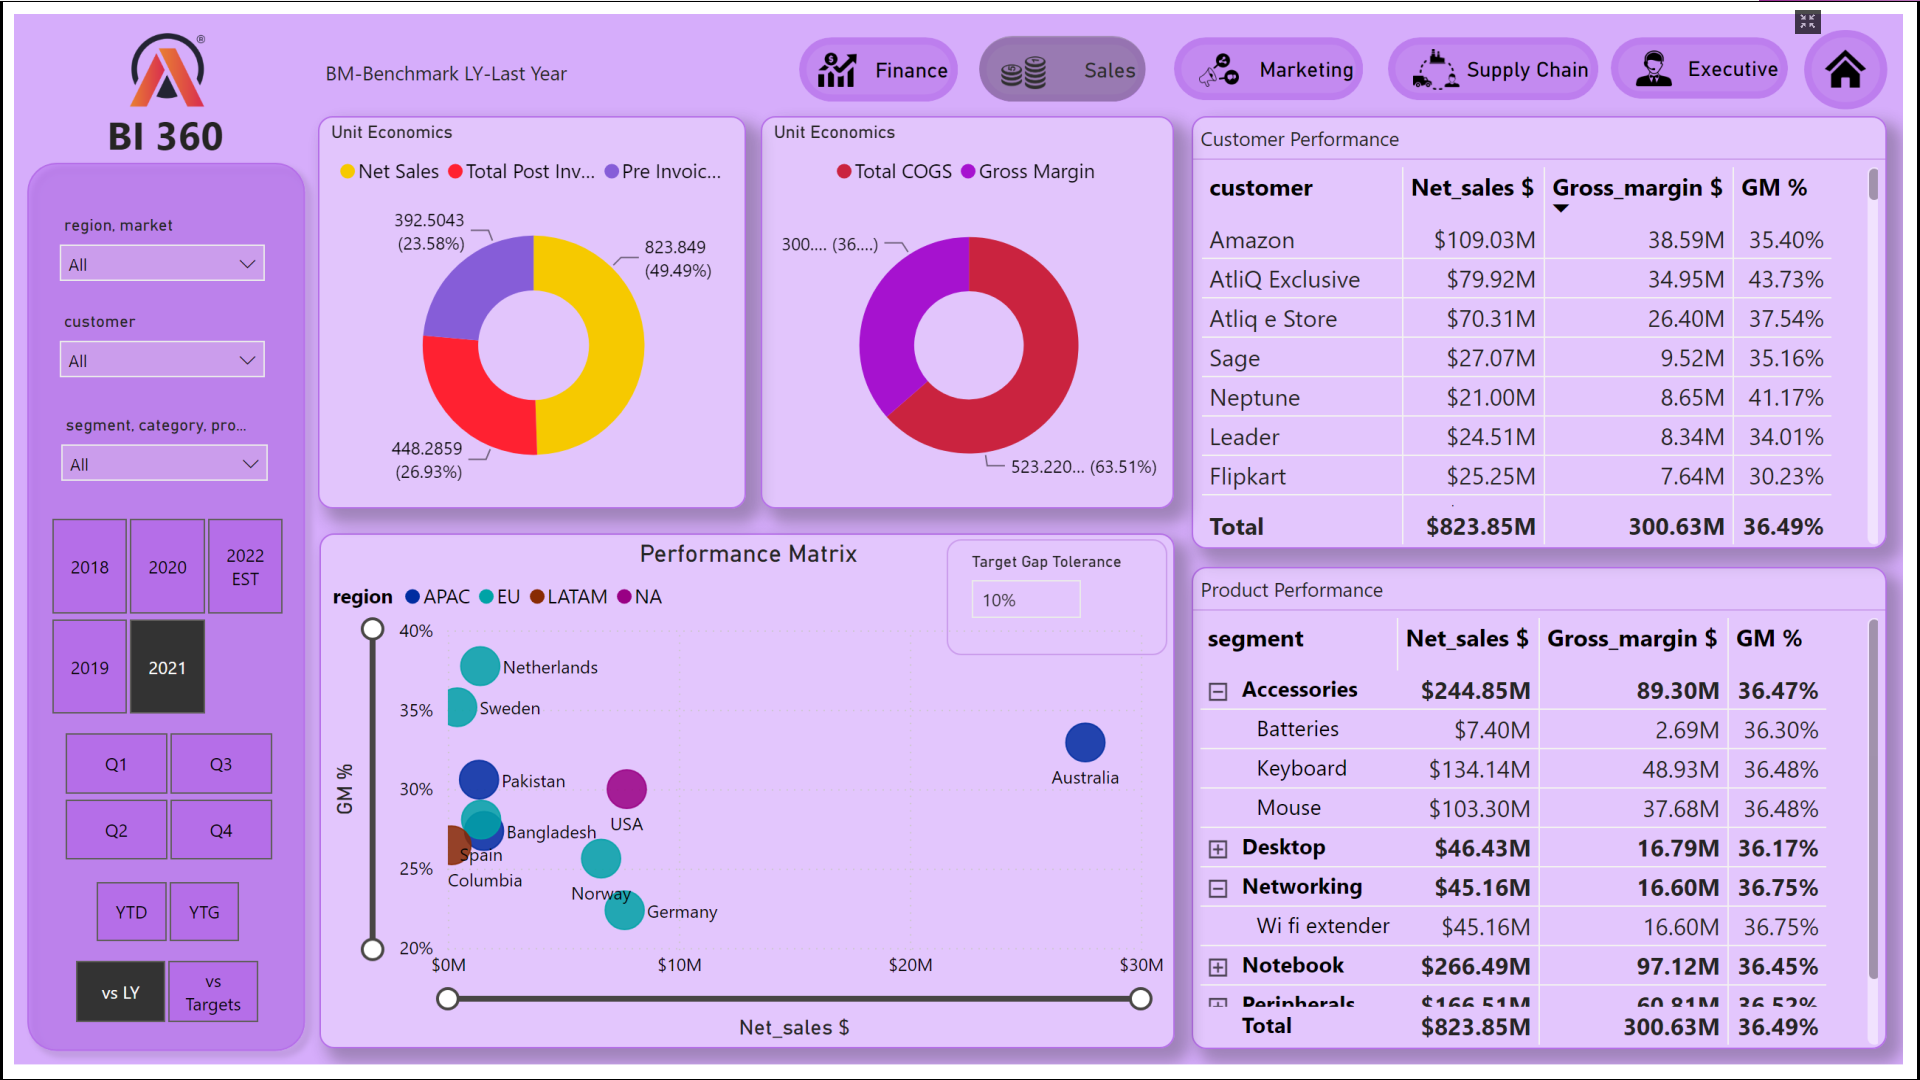 BI 360
BM-Benchmark LY-Last Year
Finance
Sales
Marketing
Supply Chain
Executive
region, market
All
customer
All
segment, category, pro...
All
2018
2020
2022
EST
2019
2021
Q1
Q3
Q2
Q4
YTD
YTG
vs LY
vs
Targets
Unit Economics
Net Sales Total Post Inv... Pre Invoic...
392.5043
(23.58%)
823.849
(49.49%)
448.2859
(26.93%)
Unit Economics
Total COGS Gross Margin
300.... (36....)
523.220... (63.51%)
Performance Matrix
Target Gap Tolerance
10%
region APAC EU LATAM NA
GM %
40%
35%
30%
25%
20%
Netherlands
Sweden
Pakistan
Bangladesh
Spain
Columbia
USA
Norway
Germany
Australia
$0M $10M $20M $30M
Net_sales $
Customer Performance
customer Net_sales $ Gross_margin $ GM %
Amazon $109.03M 38.59M 35.40%
AtliQ Exclusive $79.92M 34.95M 43.73%
Atliq e Store $70.31M 26.40M 37.54%
Sage $27.07M 9.52M 35.16%
Neptune $21.00M 8.65M 41.17%
Leader $24.51M 8.34M 34.01%
Flipkart $25.25M 7.64M 30.23%
Total $823.85M 300.63M 36.49%
Product Performance
segment Net_sales $ Gross_margin $ GM %
Accessories $244.85M 89.30M 36.47%
Batteries $7.40M 2.69M 36.30%
Keyboard $134.14M 48.93M 36.48%
Mouse $103.30M 37.68M 36.48%
Desktop $46.43M 16.79M 36.17%
Networking $45.16M 16.60M 36.75%
Wi fi extender $45.16M 16.60M 36.75%
Notebook $266.49M 97.12M 36.45%
Peripherals $166.51M 60.81M 36.52%
Total $823.85M 300.63M 36.49%